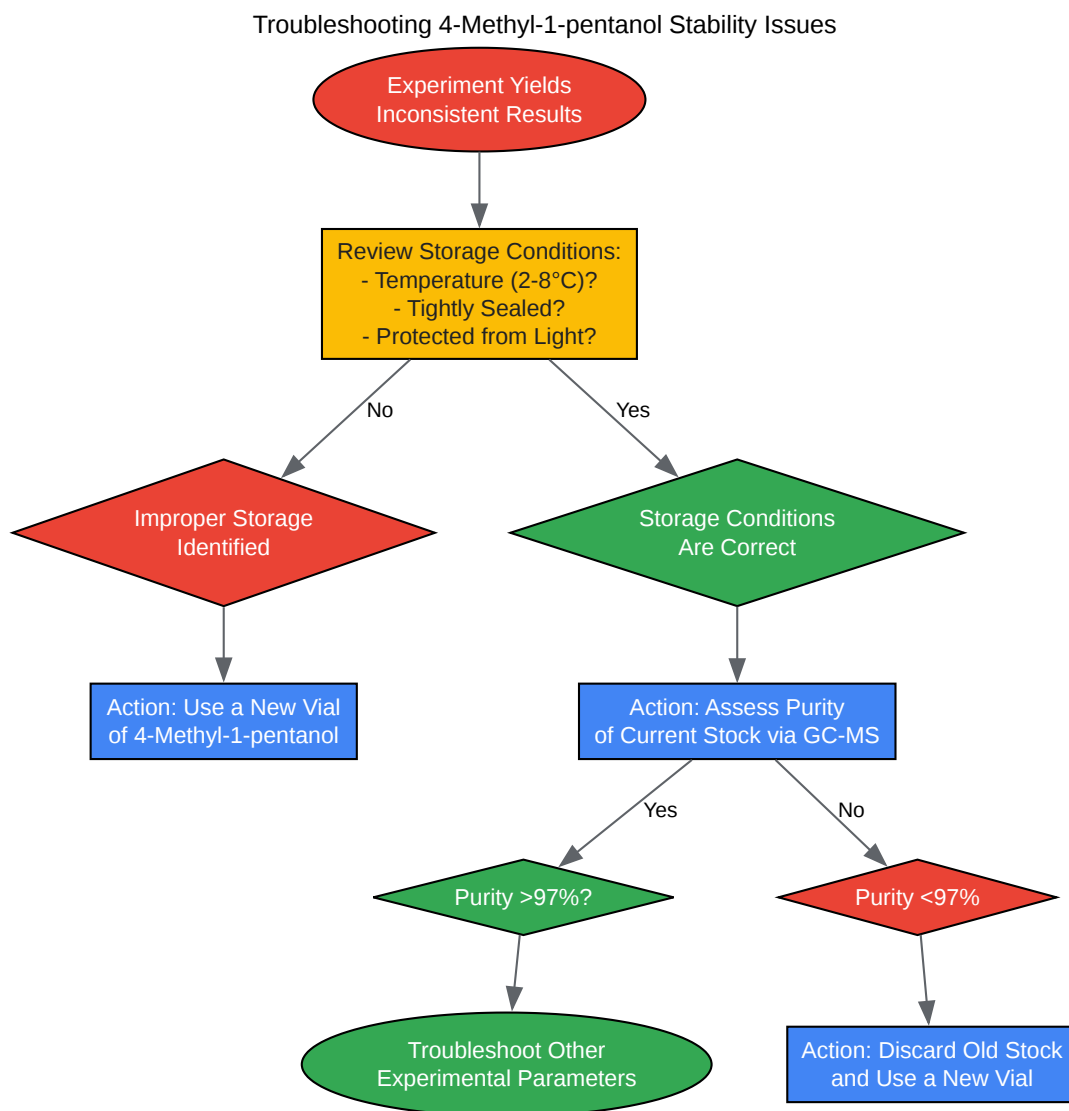 Troubleshooting 4-Methyl-1-pentanol Stability Issues
Experiment Yields
Inconsistent Results
Review Storage Conditions:
- Temperature (2-8°C)?
- Tightly Sealed?
- Protected from Light?
No
Yes
Improper Storage
Identified
Storage Conditions
Are Correct
Action: Use a New Vial
of 4-Methyl-1-pentanol
Action: Assess Purity
of Current Stock via GC-MS
Yes
No
Purity >97%?
Purity <97%
Troubleshoot Other
Experimental Parameters
Action: Discard Old Stock
and Use a New Vial